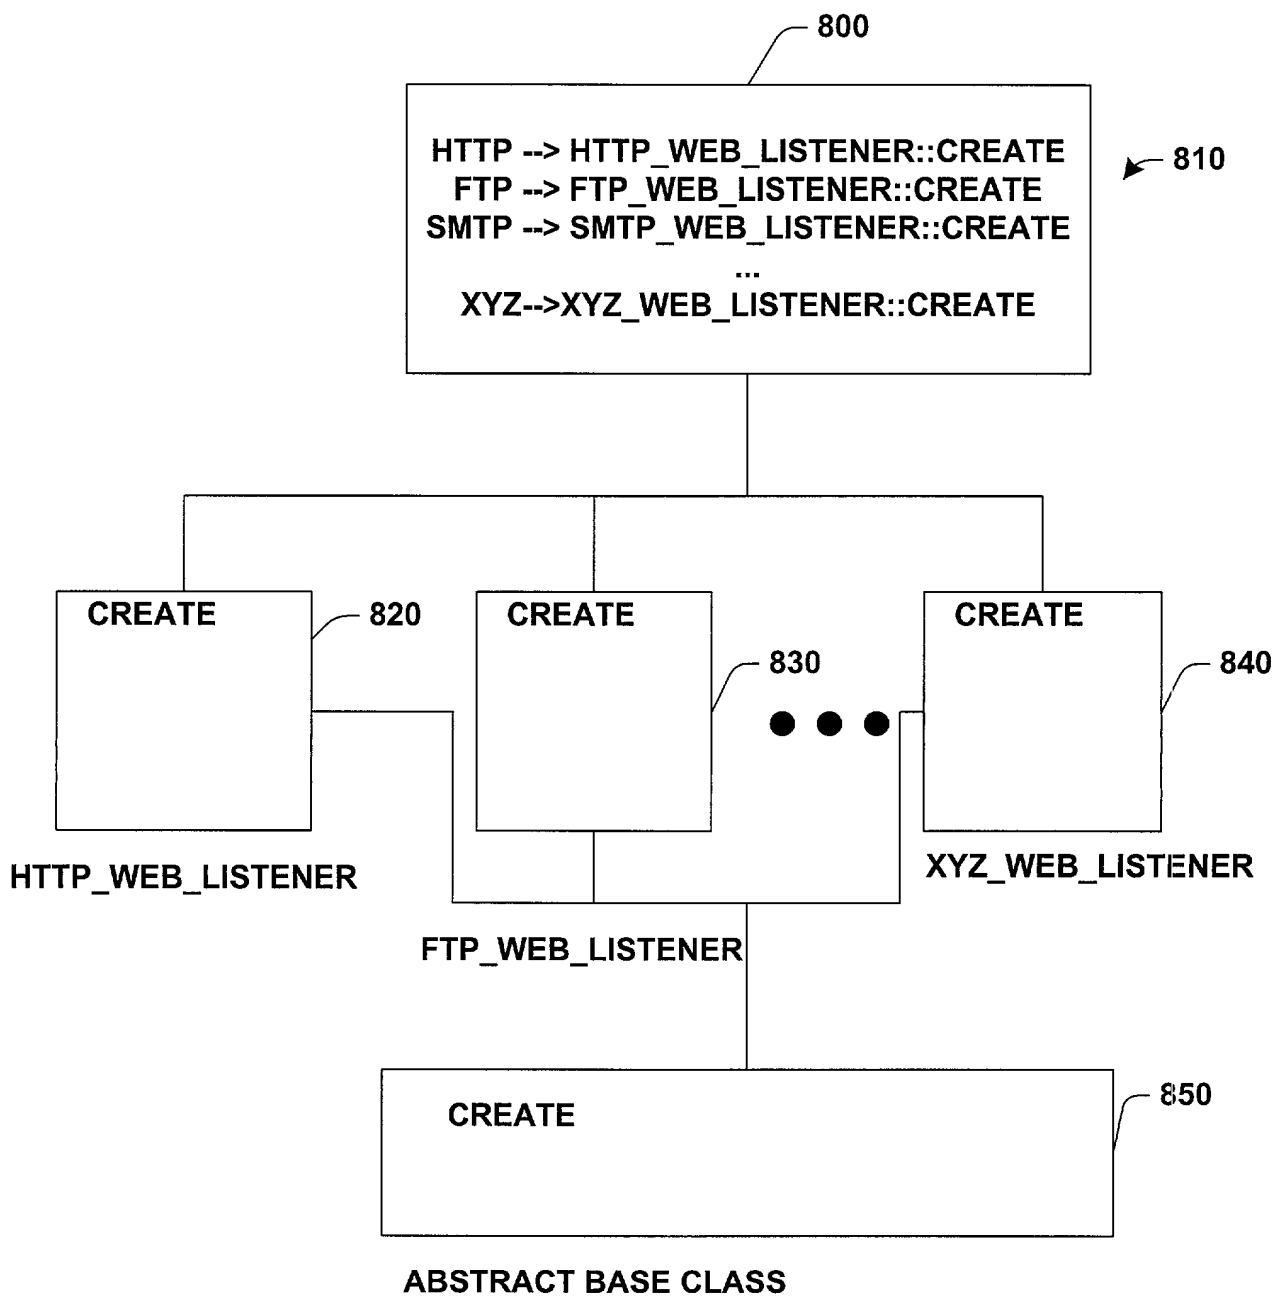 800
HTTP --> HTTP_WEB_LISTENER::CREATE
810
FTP --> FTP_WEB_LISTENER::CREATE
SMTP --> SMTP_WEB_LISTENER::CREATE
...
XYZ-->XYZ_WEB_LISTENER::CREATE
CREATE
820
CREATE
830
CREATE
840
HTTP_WEB_LISTENER
FTP_WEB_LISTENER
XYZ_WEB_LISTENER
CREATE
850
ABSTRACT BASE CLASS